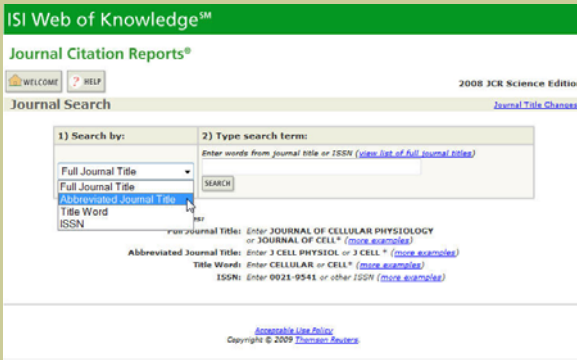 ISI Web of Knowledge℠
Journal Citation Reports®
WELCOME ? HELP
2008 JCR Science Edition
Journal Search
Journal Title Changes
1) Search by: 2) Type search term:
Enter words from journal title or ISSN (view list of full journal titles)
Full Journal Title
SEARCH
Full Journal Title
Abbreviated Journal Title
Title Word
ISSN
Full Journal Title: Enter JOURNAL OF CELLULAR PHYSIOLOGY
or JOURNAL OF CELL* (more examples)
Abbreviated Journal Title: Enter J CELL PHYSIOL or J CELL * (more examples)
Title Word: Enter CELLULAR or CELL* (more examples)
ISSN: Enter 0021-9541 or other ISSN (more examples)
Acceptable Use Policy
Copyright © 2009 Thomson Reuters.